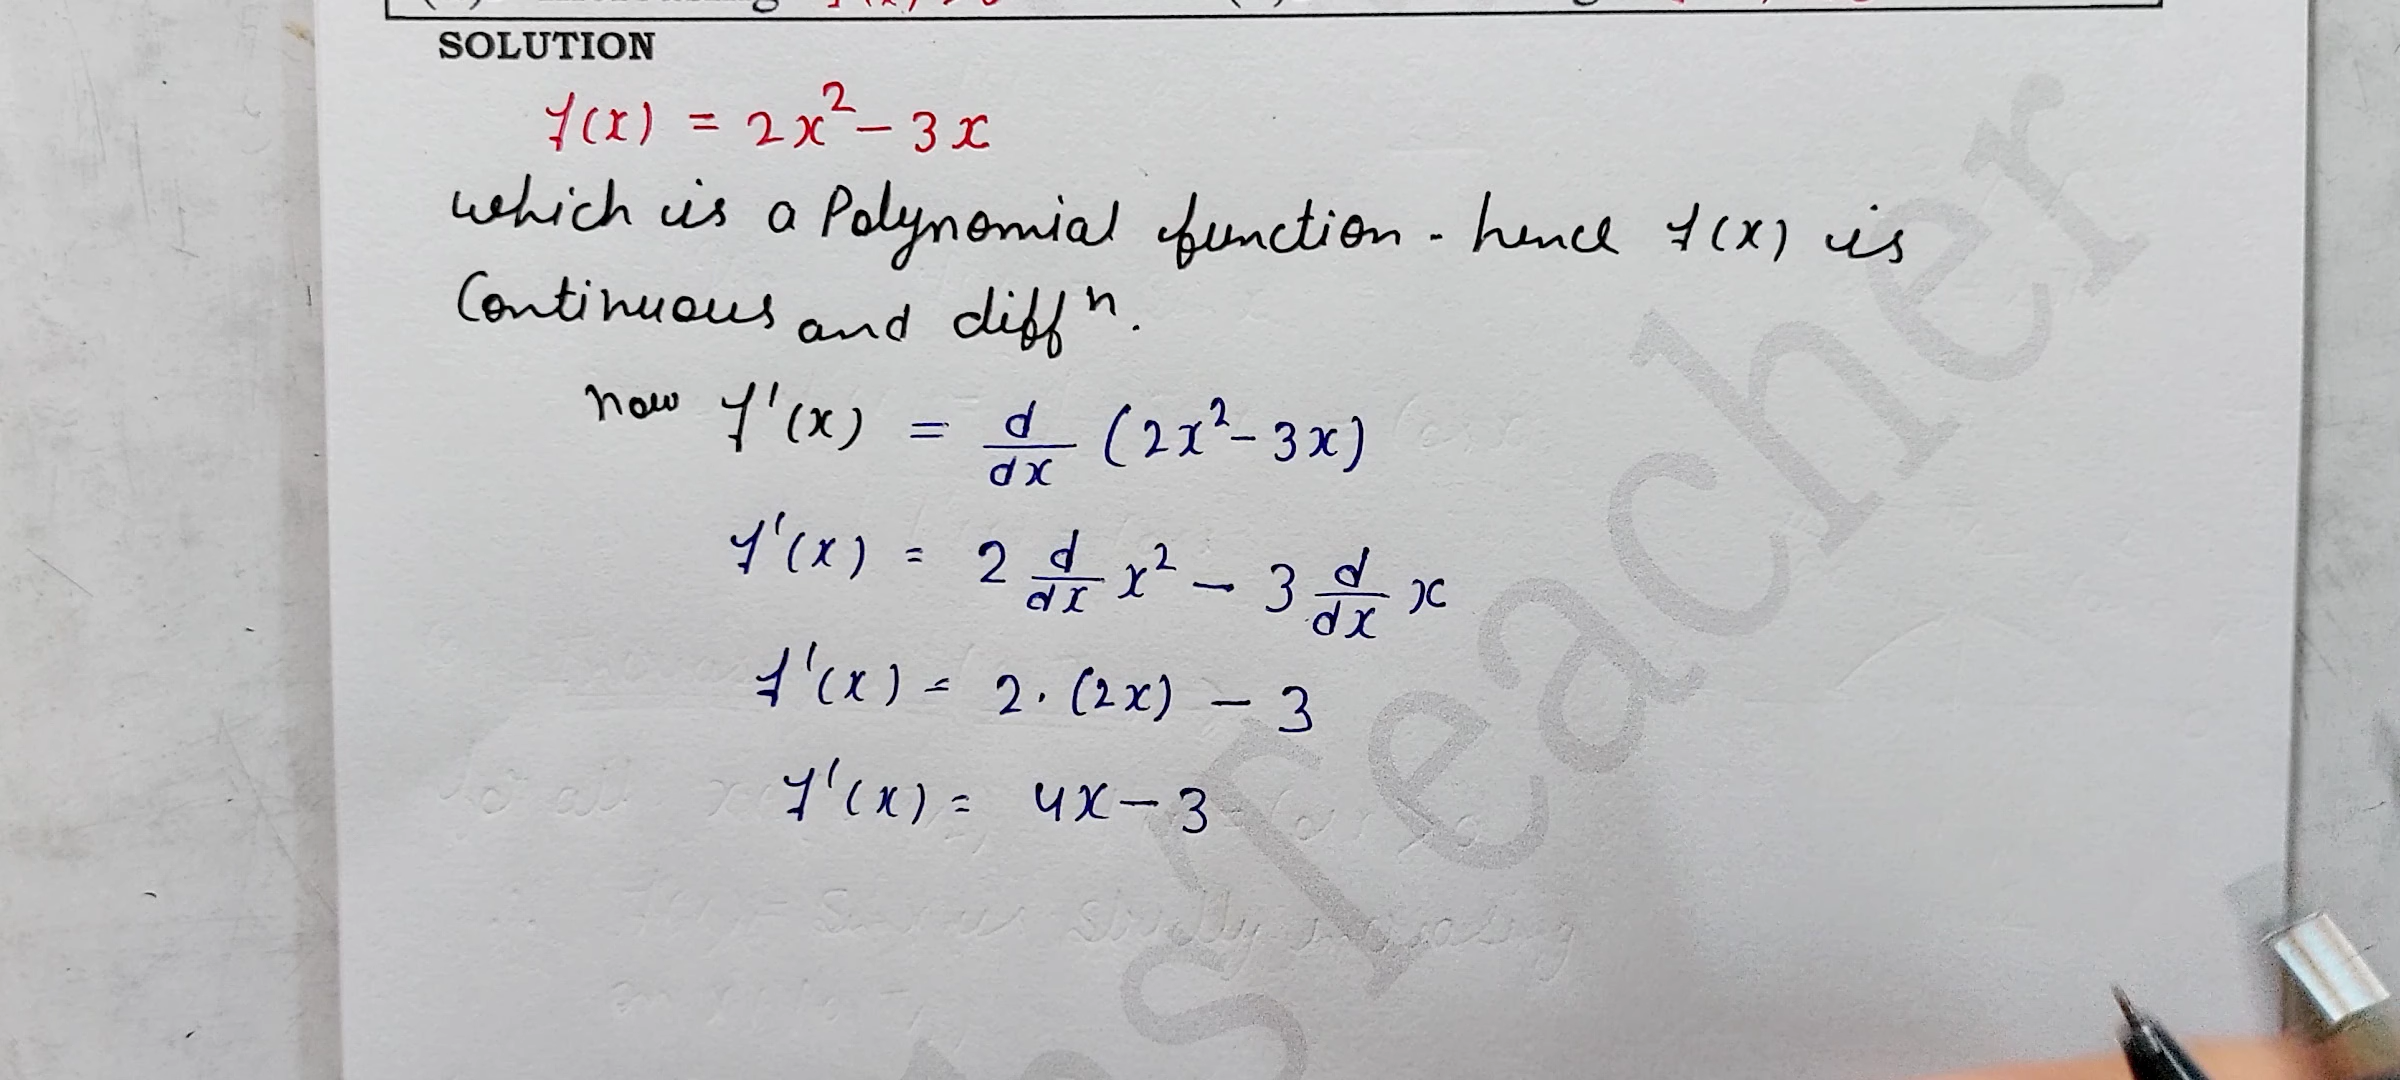 SOLUTION
f(x) = 2x² - 3x
which is a Polynomial function. hence f(x) is
Continuous and diffⁿ.
now f'(x) = d/dx (2x² - 3x)
f'(x) = 2 d/dx x² - 3 d/dx x
f'(x) = 2. (2x) - 3
f'(x) = 4x - 3
Teacher